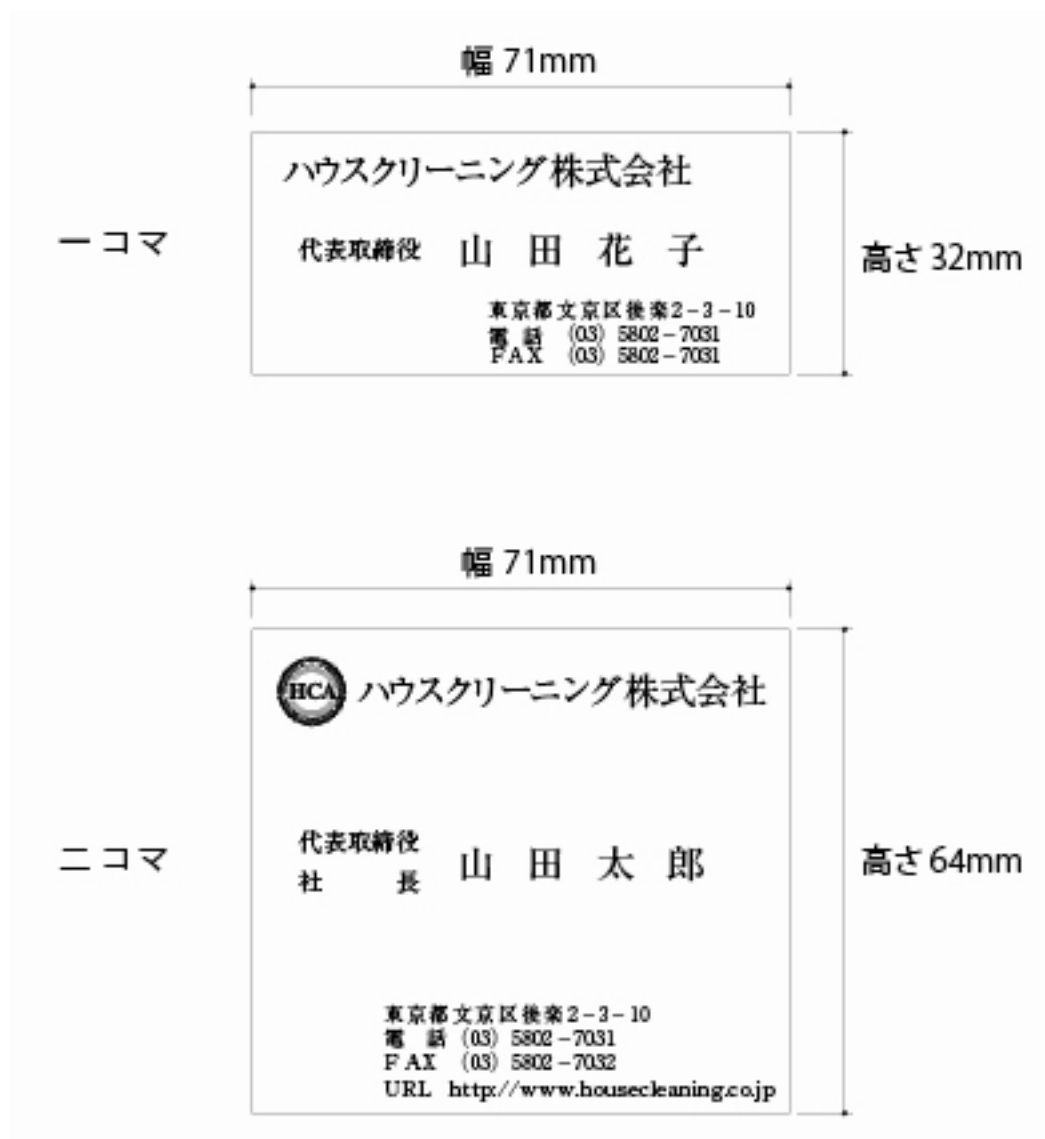 幅 71mm
ハウスクリーニング株式会社
一コマ
代表取締役 山田花子
高さ 32mm
東京都文京区後楽2-3-10
電話 (03) 5802-7031
FAX (03) 5802-7031
幅 71mm
HCA ハウスクリーニング株式会社
二コマ
代表取締役
社長 山田太郎
高さ 64mm
東京都文京区後楽2-3-10
電話 (03) 5802-7031
FAX (03) 5802-7032
URL http://www.housecleaning.co.jp